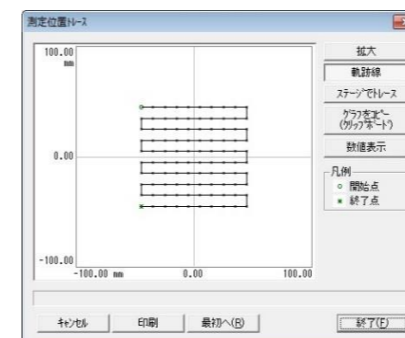 測定位置ﾄﾚｰｽ
100.00
mm
0.00
-100.00
-100.00 mm
0.00
100.00
拡大
軌跡線
ｽﾃｰｼﾞでﾄﾚｰｽ
ｸﾞﾗﾌをｺﾋﾟｰ
(ｸﾘｯﾌﾟﾎﾞｰﾄﾞ)
数値表示
凡例
開始点
終了点
ｷｬﾝｾﾙ
印刷
最初へ(R)
終了(E)